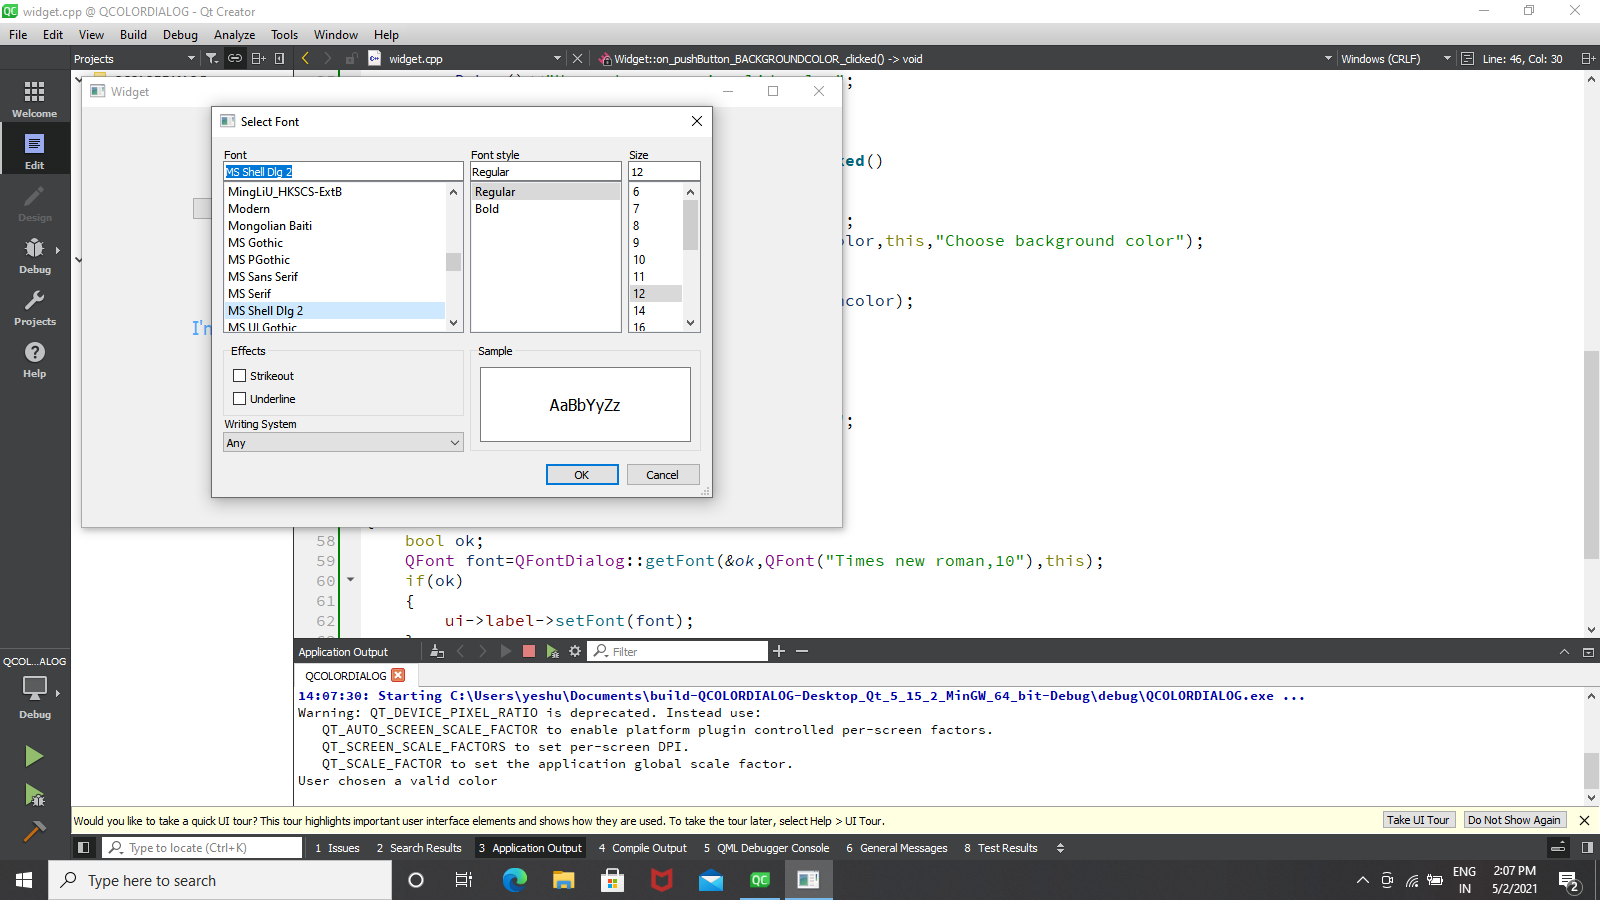 widget.cpp @ QCOLORDIALOG - Qt Creator
File Edit View Build Debug Analyze Tools Window Help
Projects widget.cpp Widget::on_pushButton_BACKGROUNDCOLOR_clicked() -> void Windows (CRLF) Line: 46, Col: 30
Welcome
Edit
Design
Debug
Projects
Help
QCOL...ALOG
Debug
Widget
Select Font
Font
MS Shell Dlg 2
MingLiU_HKSCS-ExtB
Modern
Mongolian Baiti
MS Gothic
MS PGothic
MS Sans Serif
MS Serif
MS Shell Dlg 2
MS UI Gothic
Font style
Regular
Regular
Bold
Size
12
6
7
8
9
10
11
12
14
16
Effects
Strikeout
Underline
Writing System
Any
Sample
AaBbYyZz
OK Cancel
I'm
;
ked()
;
olor,this,"Choose background color");
ncolor);
;
58 bool ok;
59 QFont font=QFontDialog::getFont(&ok,QFont("Times new roman,10"),this);
60 if(ok)
61 {
62 ui->label->setFont(font);
Application Output Filter
QCOLORDIALOG
14:07:30: Starting C:\Users\yeshu\Documents\build-QCOLORDIALOG-Desktop_Qt_5_15_2_MinGW_64_bit-Debug\debug\QCOLORDIALOG.exe ...
Warning: QT_DEVICE_PIXEL_RATIO is deprecated. Instead use:
QT_AUTO_SCREEN_SCALE_FACTOR to enable platform plugin controlled per-screen factors.
QT_SCREEN_SCALE_FACTORS to set per-screen DPI.
QT_SCALE_FACTOR to set the application global scale factor.
User chosen a valid color
Would you like to take a quick UI tour? This tour highlights important user interface elements and shows how they are used. To take the tour later, select Help > UI Tour. Take UI Tour Do Not Show Again
Type to locate (Ctrl+K) 1 Issues 2 Search Results 3 Application Output 4 Compile Output 5 QML Debugger Console 6 General Messages 8 Test Results
Type here to search
ENG
IN
2:07 PM
5/2/2021
2